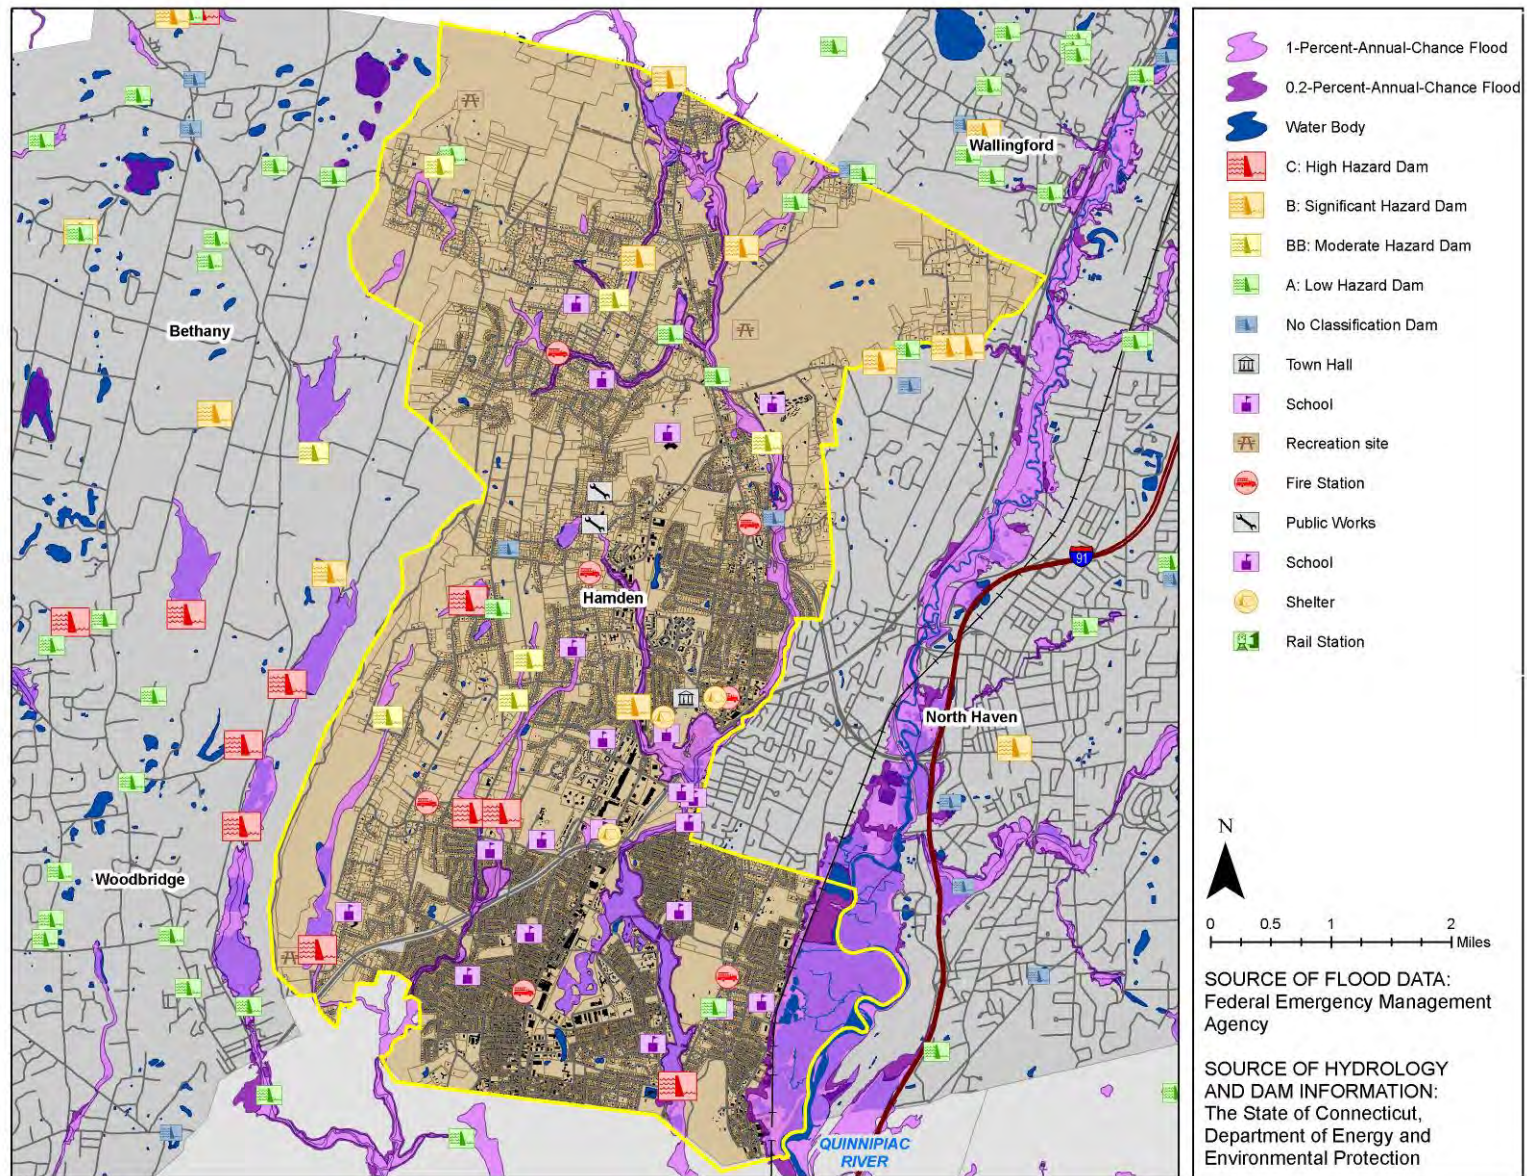 Wallingford
Bethany
91
Hamden
North Haven
Woodbridge
QUINNIPIAC
RIVER
1-Percent-Annual-Chance Flood
0.2-Percent-Annual-Chance Flood
Water Body
C: High Hazard Dam
B: Significant Hazard Dam
BB: Moderate Hazard Dam
A: Low Hazard Dam
No Classification Dam
Town Hall
School
Recreation site
Fire Station
Public Works
School
Shelter
Rail Station
N
0 0.5 1 2
Miles
SOURCE OF FLOOD DATA:
Federal Emergency Management
Agency
SOURCE OF HYDROLOGY
AND DAM INFORMATION:
The State of Connecticut,
Department of Energy and
Environmental Protection